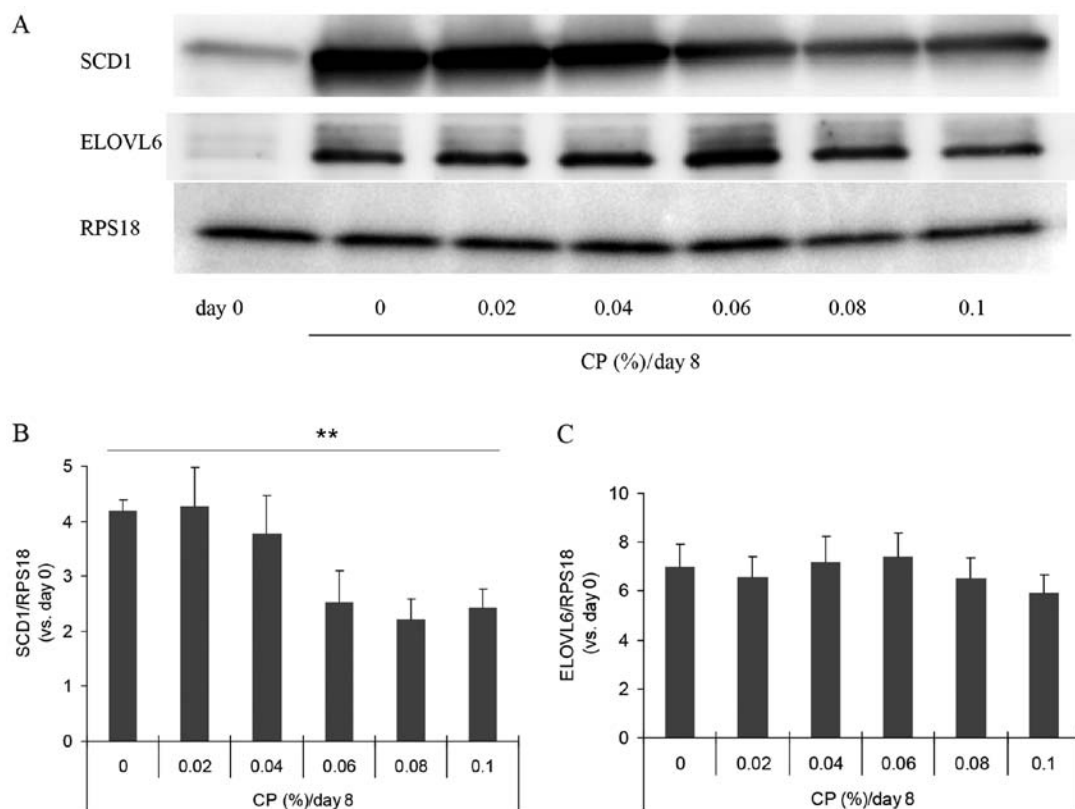 A
SCD1
ELOVL6
RPS18
day 0 0 0.02 0.04 0.06 0.08 0.1
CP (%)/day 8
B
**
SCD1/RPS18
(vs. day 0)
5
4
3
2
1
0
0 0.02 0.04 0.06 0.08 0.1
CP (%)/day 8
C
ELOVL6/RPS18
(vs. day 0)
10
8
6
4
2
0
0 0.02 0.04 0.06 0.08 0.1
CP (%)/day 8